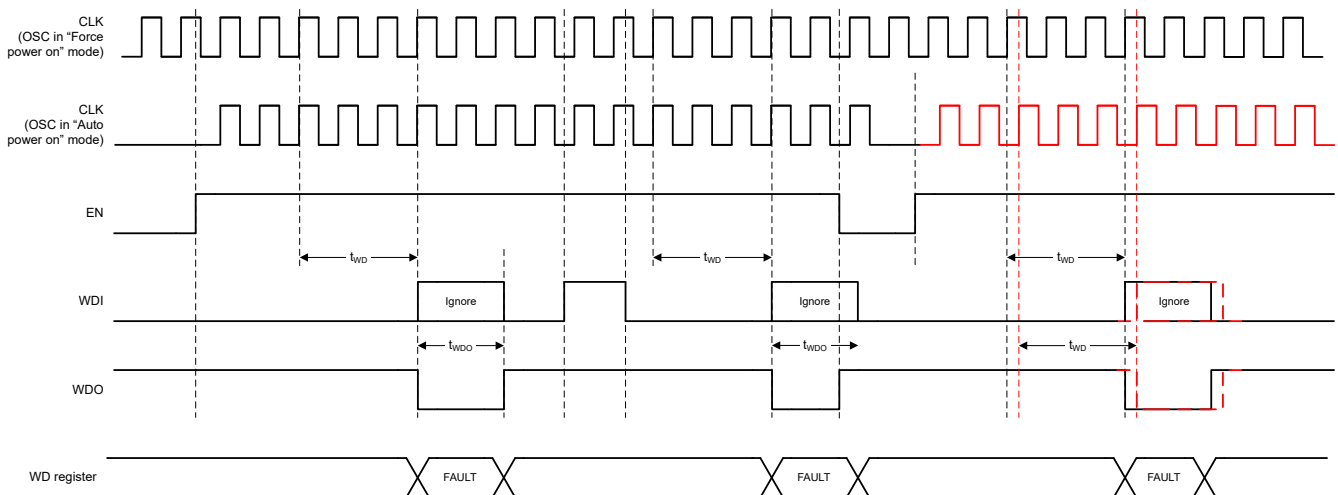 CLK
(OSC in “Force
power on” mode)
CLK
(OSC in “Auto
power on” mode)
EN
tWD
tWD
tWD
WDI
Ignore
Ignore
Ignore
tWDO
tWDO
tWD
WDO
WD register
FAULT
FAULT
FAULT